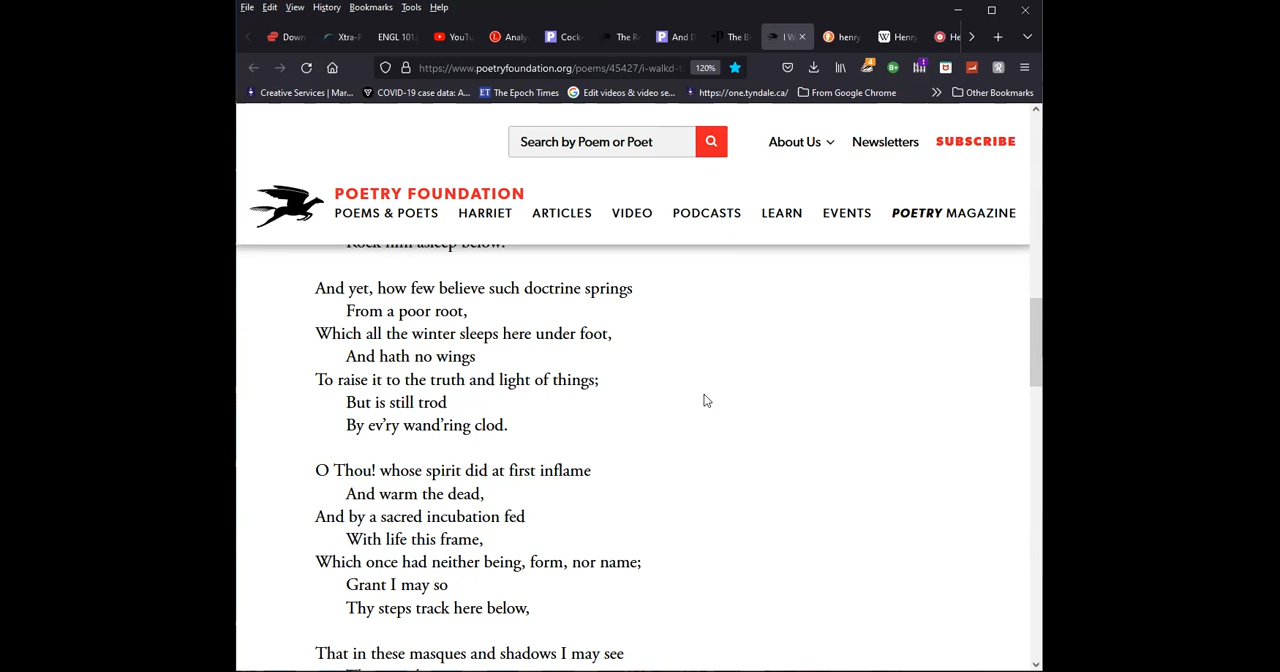 File Edit View History Bookmarks Tools Help
Down Xtra-P ENGL 101 YouTu Analy Cock- The R And D The B I W henry Henry He
https://www.poetryfoundation.org/poems/45427/i-walkd-t 120%
Creative Services | Mar... COVID-19 case data: A... ET The Epoch Times Edit videos & video se... https://one.tyndale.ca/ From Google Chrome Other Bookmarks
Search by Poem or Poet About Us Newsletters SUBSCRIBE
POETRY FOUNDATION
POEMS & POETS HARRIET ARTICLES VIDEO PODCASTS LEARN EVENTS POETRY MAGAZINE
Rock him asleep below.
And yet, how few believe such doctrine springs
From a poor root,
Which all the winter sleeps here under foot,
And hath no wings
To raise it to the truth and light of things;
But is still trod
By ev’ry wand’ring clod.
O Thou! whose spirit did at first inflame
And warm the dead,
And by a sacred incubation fed
With life this frame,
Which once had neither being, form, nor name;
Grant I may so
Thy steps track here below,
That in these masques and shadows I may see